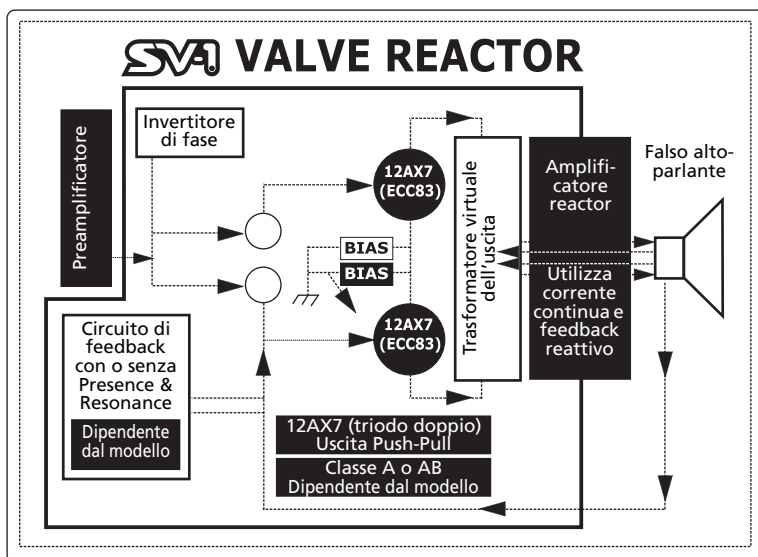 SV-1 VALVE REACTOR
Preamplificatore
Invertitore
di fase
12AX7
(ECC83)
BIAS
BIAS
12AX7
(ECC83)
Trasformatore virtuale
dell'uscita
Amplifi-
catore
reactor
Utilizza
corrente
continua e
feedback
reattivo
Falso alto-
parlante
Circuito di
feedback
con o senza
Presence &
Resonance
Dipendente
dal modello
12AX7 (triodo doppio)
Uscita Push-Pull
Classe A o AB
Dipendente dal modello